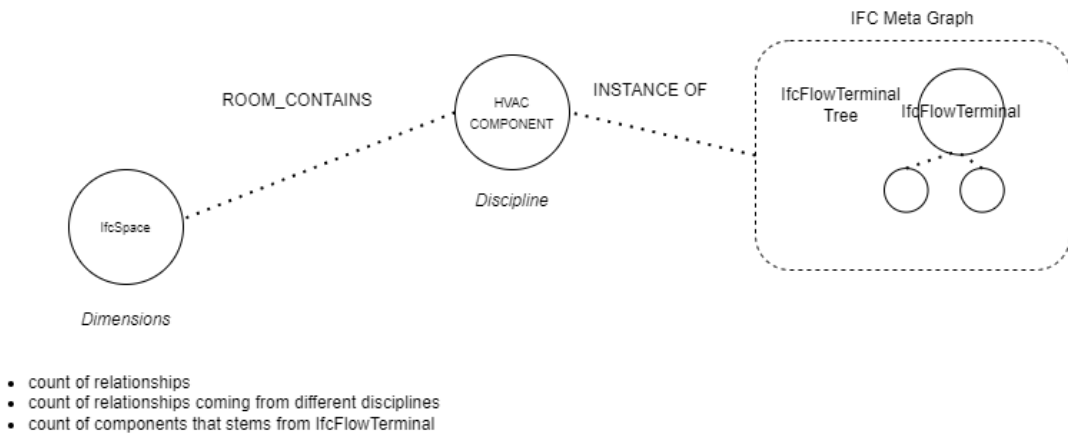 IFC Meta Graph
ROOM_CONTAINS
HVAC
COMPONENT
INSTANCE OF
IfcFlowTerminal
Tree
IfcFlowTerminal
Discipline
IfcSpace
Dimensions
• count of relationships
• count of relationships coming from different disciplines
• count of components that stems from IfcFlowTerminal